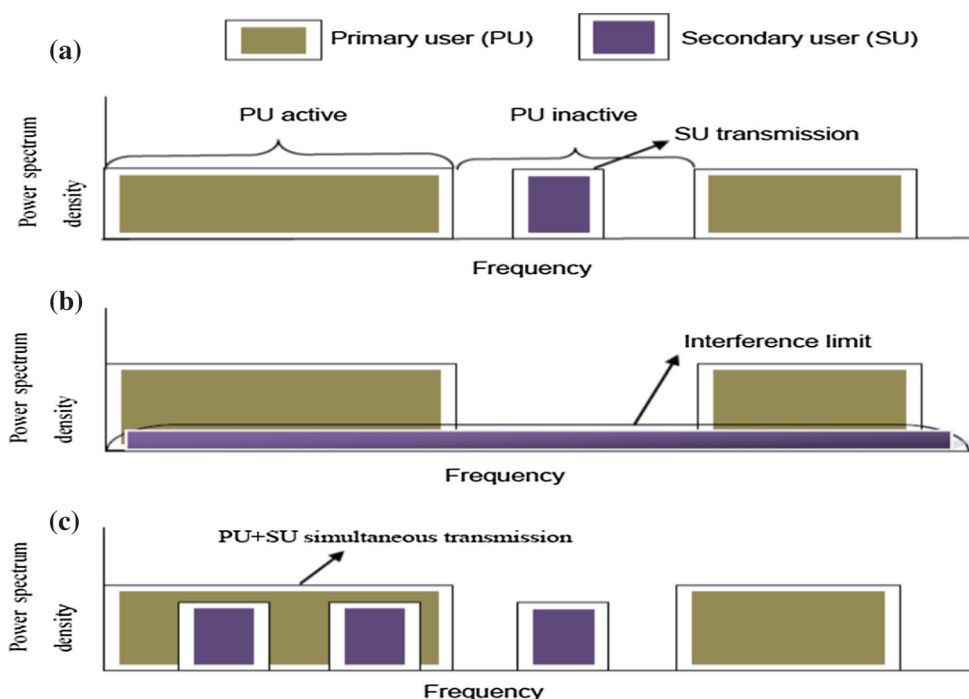 (a)
Primary user (PU)
Secondary user (SU)
PU active
PU inactive
SU transmission
Power spectrum
density
Frequency
(b)
Interference limit
Power spectrum
density
Frequency
(c)
PU+SU simultaneous transmission
Power spectrum
density
Frequency